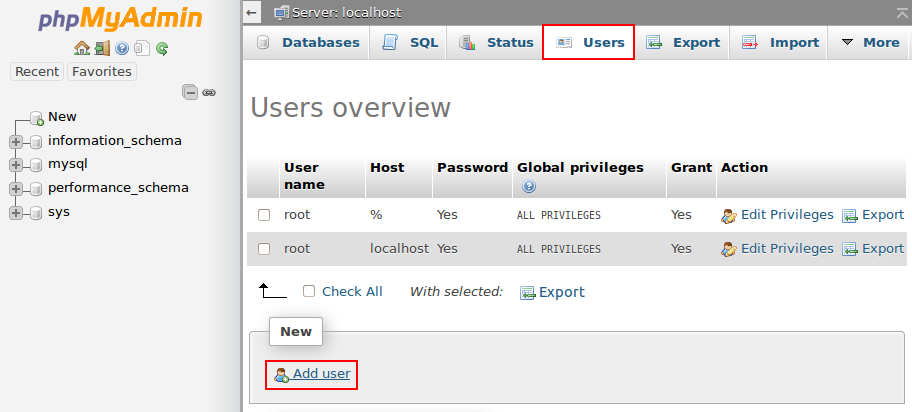 phpMyAdmin
Recent Favorites
New
information_schema
mysql
performance_schema
sys
Server: localhost
Databases SQL Status Users Export Import More
Users overview
User name Host Password Global privileges Grant Action
root % Yes ALL PRIVILEGES Yes Edit Privileges Export
root localhost Yes ALL PRIVILEGES Yes Edit Privileges Export
Check All With selected: Export
New
Add user